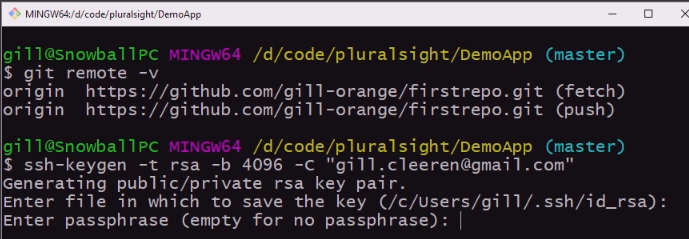 MINGW64:/d/code/pluralsight/DemoApp
gill@SnowballPC MINGW64 /d/code/pluralsight/DemoApp (master)
$ git remote -v
origin  https://github.com/gill-orange/firstrepo.git (fetch)
origin  https://github.com/gill-orange/firstrepo.git (push)
gill@SnowballPC MINGW64 /d/code/pluralsight/DemoApp (master)
$ ssh-keygen -t rsa -b 4096 -C "gill.cleeren@gmail.com"
Generating public/private rsa key pair.
Enter file in which to save the key (/c/Users/gill/.ssh/id_rsa):
Enter passphrase (empty for no passphrase):